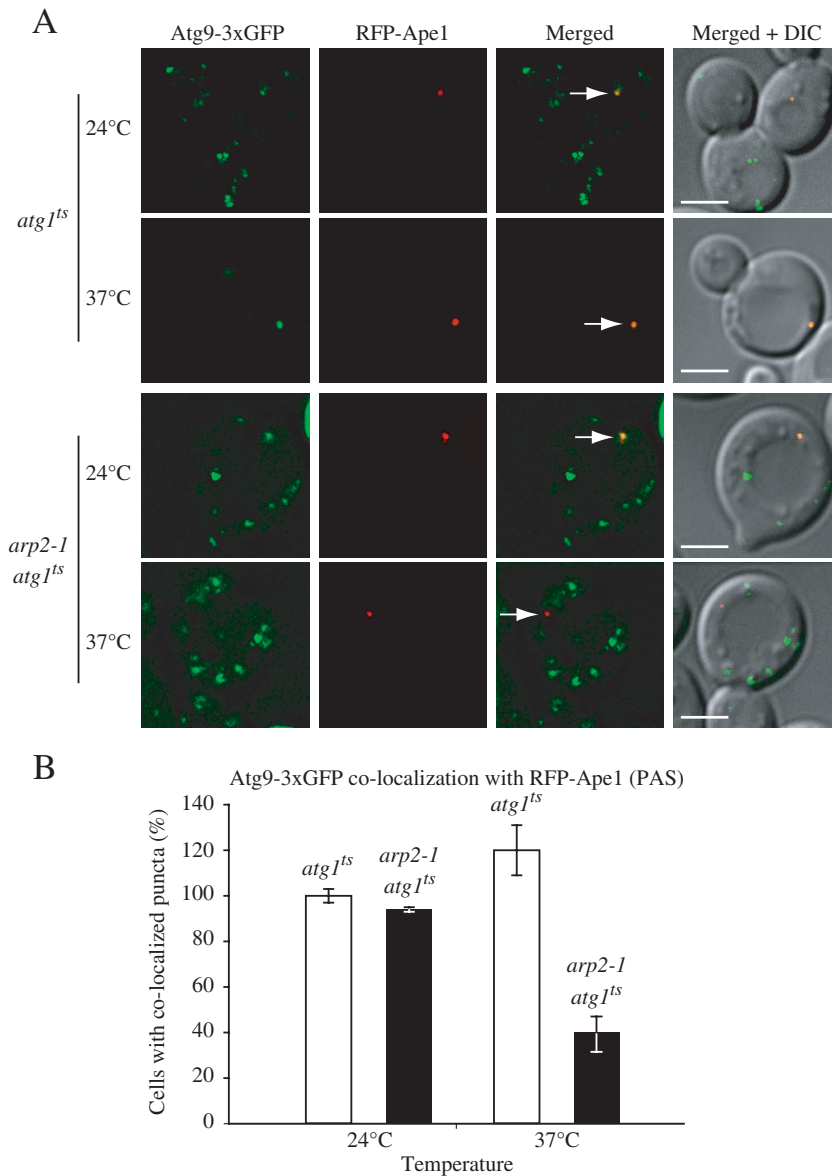 A
Atg9-3xGFP RFP-Ape1 Merged Merged + DIC
24°C
atg1ts
37°C
24°C
arp2-1
atg1ts
37°C
B
Atg9-3xGFP co-localization with RFP-Ape1 (PAS)
Cells with co-localized puncta (%)
140
120
100
80
60
40
20
0
atg1ts
arp2-1
atg1ts
atg1ts
arp2-1
atg1ts
24°C 37°C
Temperature